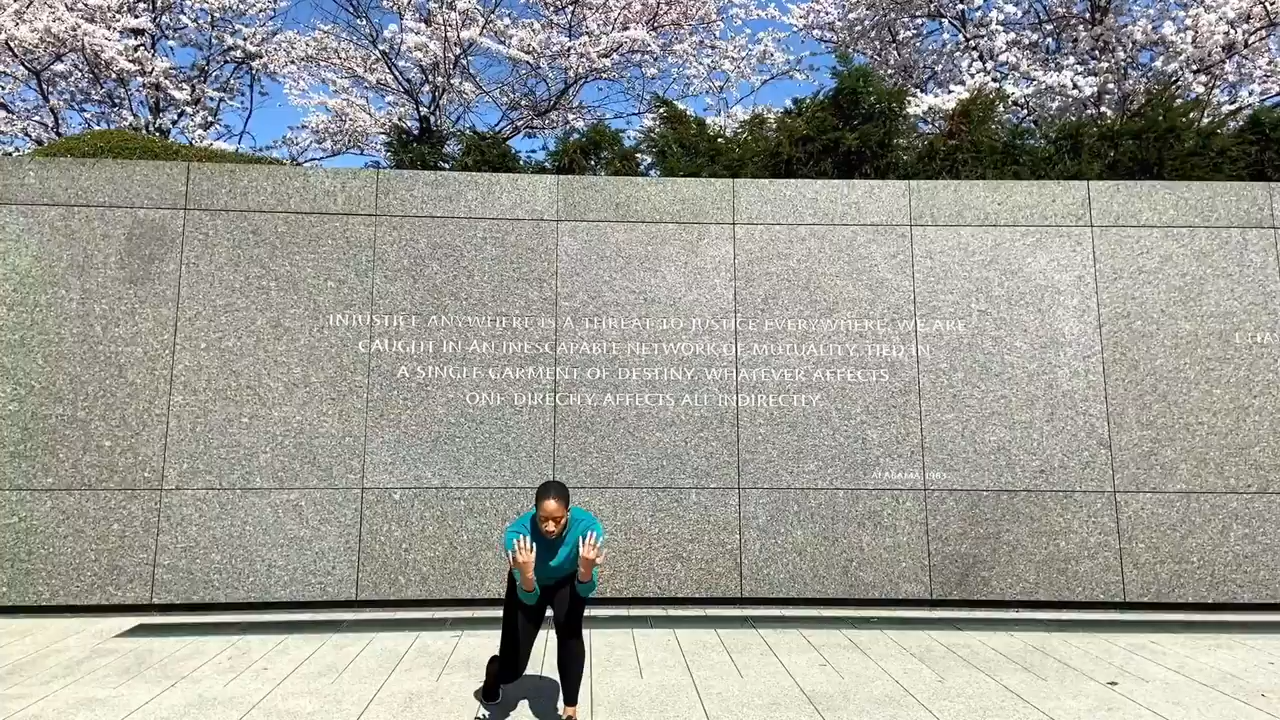 INJUSTICE ANYWHERE IS A THREAT TO JUSTICE EVERYWHERE. WE ARE
CAUGHT IN AN INESCAPABLE NETWORK OF MUTUALITY, TIED IN
A SINGLE GARMENT OF DESTINY. WHATEVER AFFECTS
ONE DIRECTLY, AFFECTS ALL INDIRECTLY.
ALABAMA, 1963